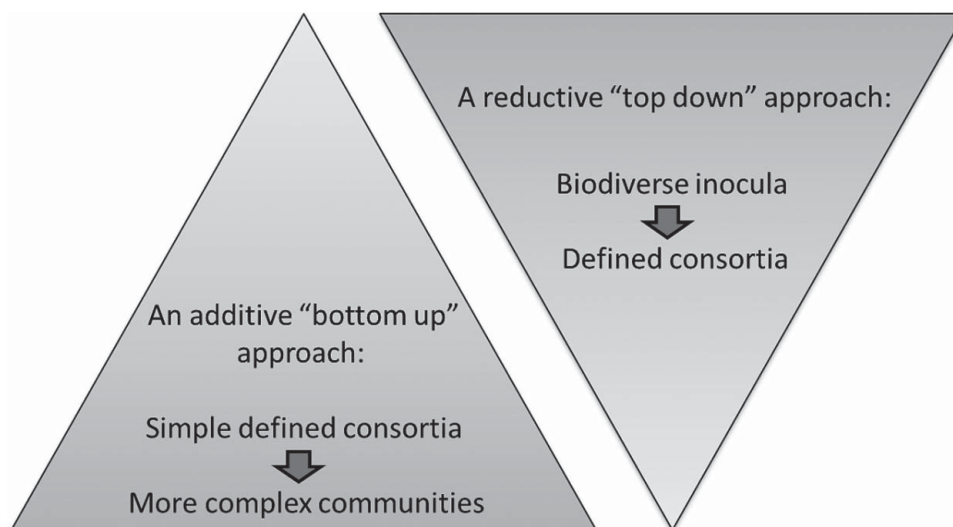 An additive “bottom up”
approach:
Simple defined consortia
More complex communities
A reductive “top down” approach:
Biodiverse inocula
Defined consortia